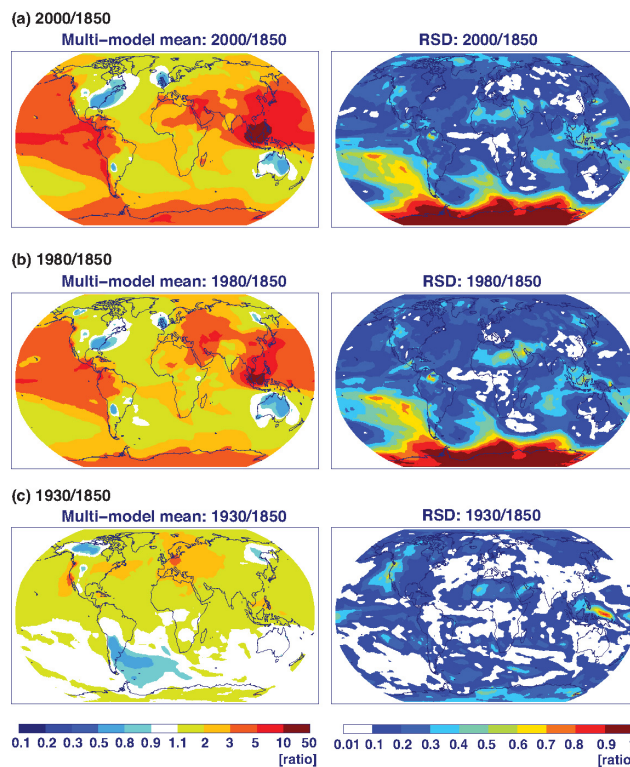 (a) 2000/1850
Multi-model mean: 2000/1850 RSD: 2000/1850
(b) 1980/1850
Multi-model mean: 1980/1850 RSD: 1980/1850
(c) 1930/1850
Multi-model mean: 1930/1850 RSD: 1930/1850
0.1 0.2 0.3 0.5 0.8 0.9 1.1 2 3 5 10 50 0.01 0.1 0.2 0.3 0.4 0.5 0.6 0.7 0.8 0.9
[ratio] [ratio]